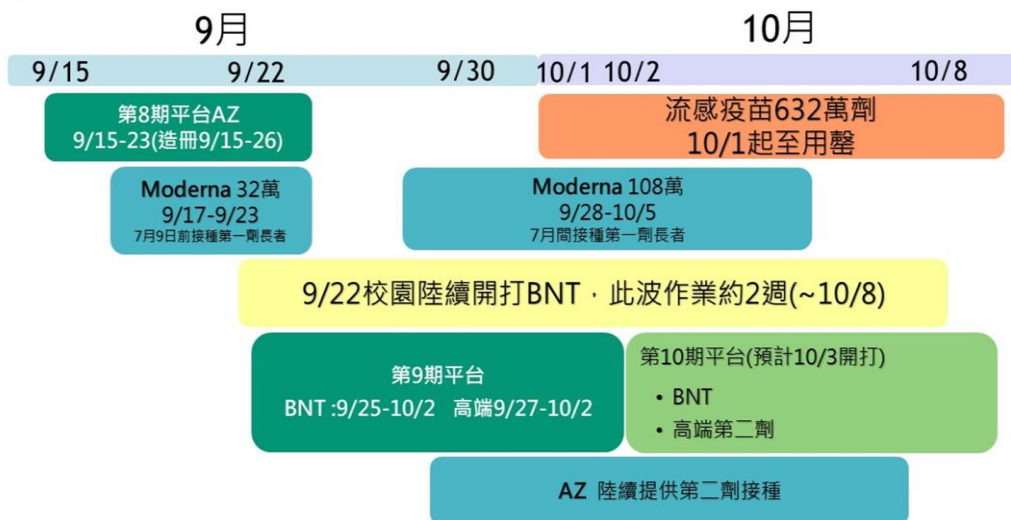 9月
10月
9/15
9/22
9/30
10/1
10/2
10/8
第8期平台AZ
9/15-23(造冊9/15-26)
流感疫苗632萬劑
10/1起至用罄
Moderna 32萬
9/17-9/23
7月9日前接種第一劑長者
Moderna 108萬
9/28-10/5
7月間接種第一劑長者
9/22校園陸續開打BNT，此波作業約2週(~10/8)
第9期平台
BNT :9/25-10/2 高端9/27-10/2
第10期平台(預計10/3開打)
• BNT
• 高端第二劑
AZ 陸續提供第二劑接種